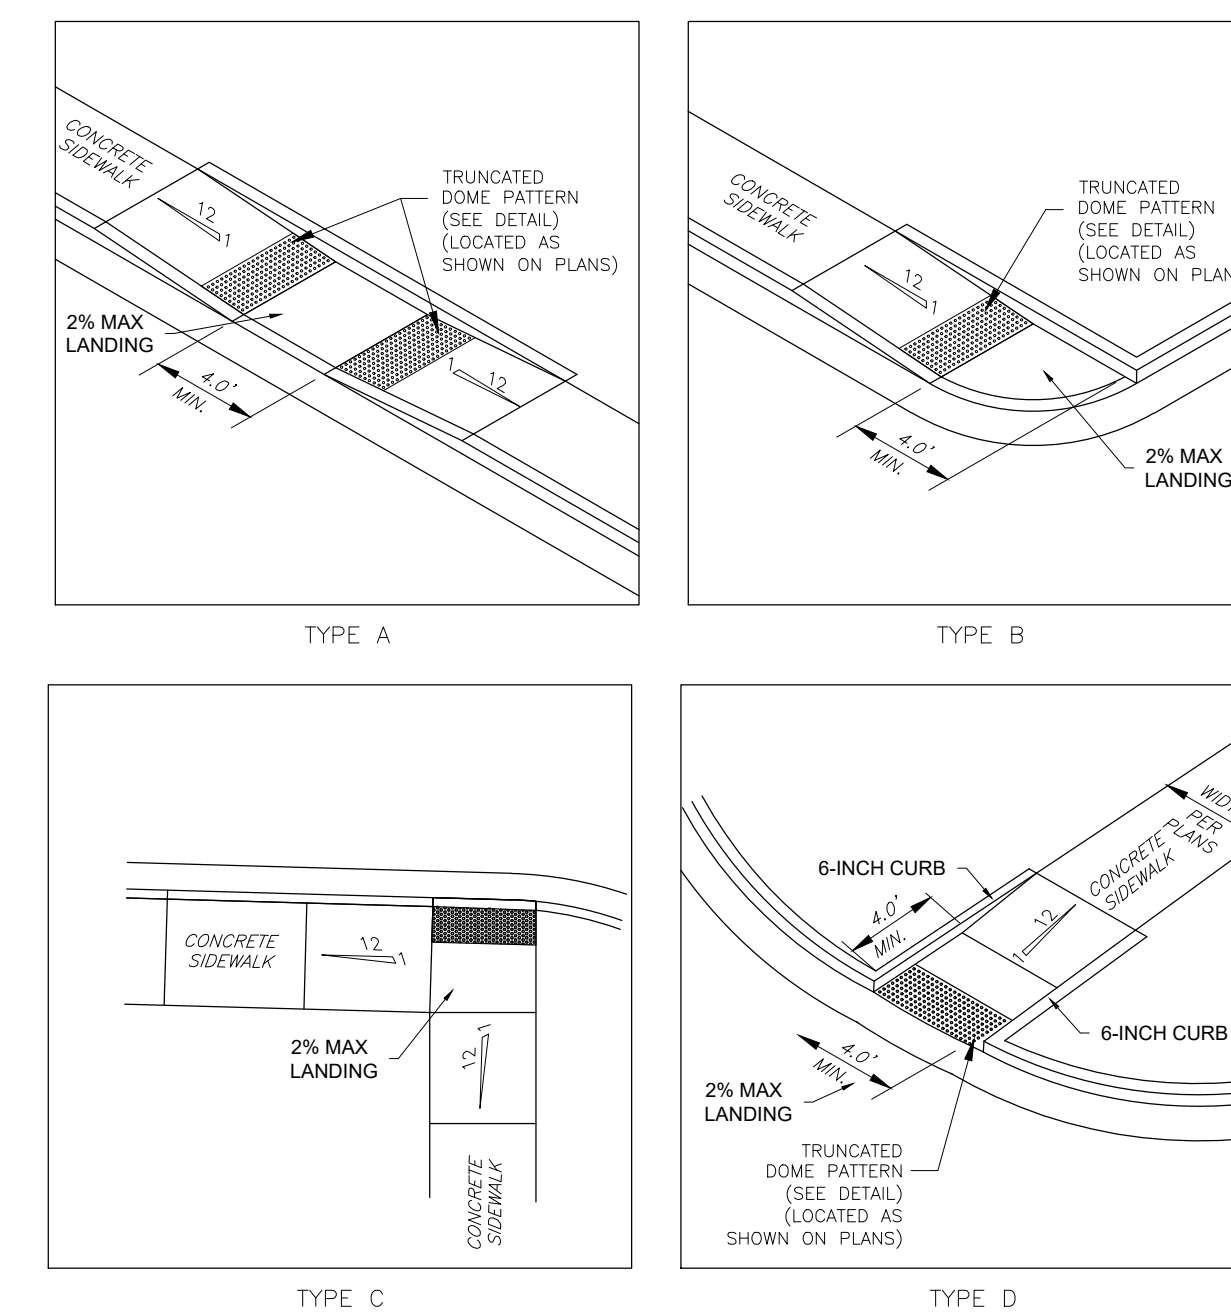 CONCRETE
SIDEWALK
12
1
TRUNCATED
DOME PATTERN
(SEE DETAIL)
(LOCATED AS
SHOWN ON PLANS)
2% MAX
LANDING
4.0'
MIN.
1
12
TYPE A
CONCRETE
SIDEWALK
12
1
TRUNCATED
DOME PATTERN
(SEE DETAIL)
(LOCATED AS
SHOWN ON
4.0'
MIN.
2% MAX
LANDING
TYPE B
CONCRETE
SIDEWALK
12
1
2% MAX
LANDING
12
1
CONCRETE
SIDEWALK
TYPE C
6-INCH CURB
4.0'
MIN.
PER
PLANS
CONCRETE
SIDEWALK
12
1
6-INCH CURB
4.0'
MIN.
2% MAX
LANDING
TRUNCATED
DOME PATTERN
(SEE DETAIL)
(LOCATED AS
SHOWN ON PLANS)
TYPE D